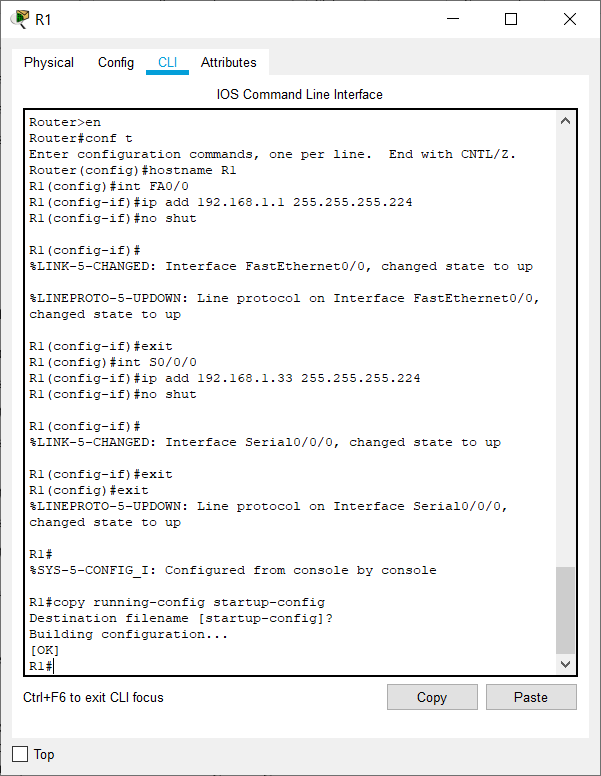 R1
Physical Config CLI Attributes
IOS Command Line Interface
Router>en
Router#conf t
Enter configuration commands, one per line.  End with CNTL/Z.
Router(config)#hostname R1
R1(config)#int FA0/0
R1(config-if)#ip add 192.168.1.1 255.255.255.224
R1(config-if)#no shut
R1(config-if)#
%LINK-5-CHANGED: Interface FastEthernet0/0, changed state to up
%LINEPROTO-5-UPDOWN: Line protocol on Interface FastEthernet0/0,
changed state to up
R1(config-if)#exit
R1(config)#int S0/0/0
R1(config-if)#ip add 192.168.1.33 255.255.255.224
R1(config-if)#no shut
R1(config-if)#
%LINK-5-CHANGED: Interface Serial0/0/0, changed state to up
R1(config-if)#exit
R1(config)#exit
%LINEPROTO-5-UPDOWN: Line protocol on Interface Serial0/0/0,
changed state to up
R1#
%SYS-5-CONFIG_I: Configured from console by console
R1#copy running-config startup-config
Destination filename [startup-config]?
Building configuration...
[OK]
R1#
Ctrl+F6 to exit CLI focus Copy Paste
Top